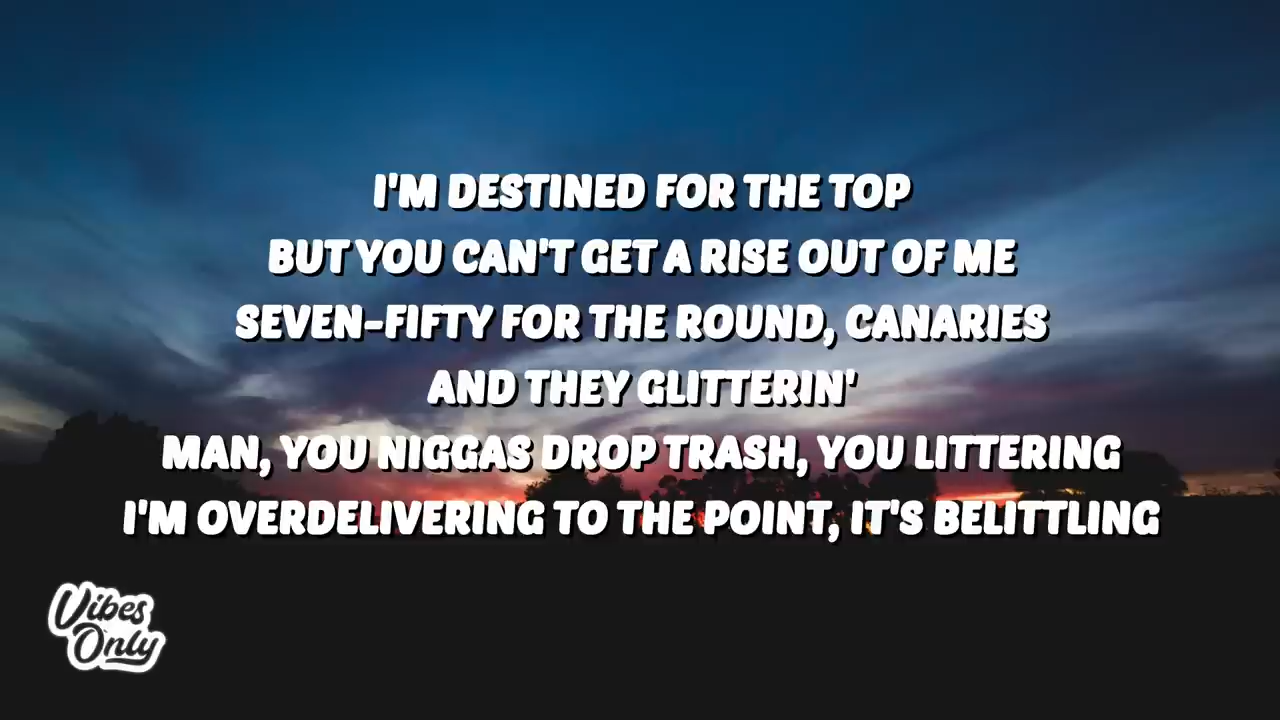 I'M DESTINED FOR THE TOP
BUT YOU CAN'T GET A RISE OUT OF ME
SEVEN-FIFTY FOR THE ROUND, CANARIES
AND THEY GLITTERIN'
MAN, YOU NIGGAS DROP TRASH, YOU LITTERING
I'M OVERDELIVERING TO THE POINT, IT'S BELITTLING
Vibes
Only